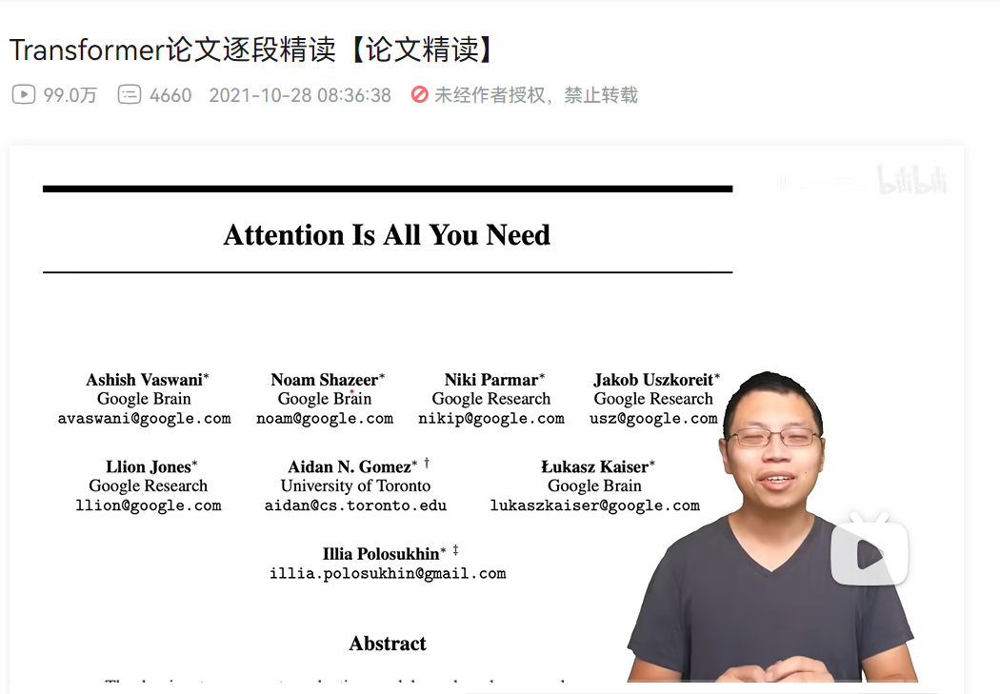 Transformer论文逐段精读【论文精读】
99.0万 4660 2021-10-28 08:36:38 未经作者授权，禁止转载
bilibili
Attention Is All You Need
Ashish Vaswani* Noam Shazeer* Niki Parmar* Jakob Uszkoreit*
Google Brain Google Brain Google Research Google Research
avaswani@google.com noam@google.com nikip@google.com usz@google.com
Llion Jones* Aidan N. Gomez* † Łukasz Kaiser*
Google Research University of Toronto Google Brain
llion@google.com aidan@cs.toronto.edu lukaszkaiser@google.com
Illia Polosukhin* ‡
illia.polosukhin@gmail.com
Abstract